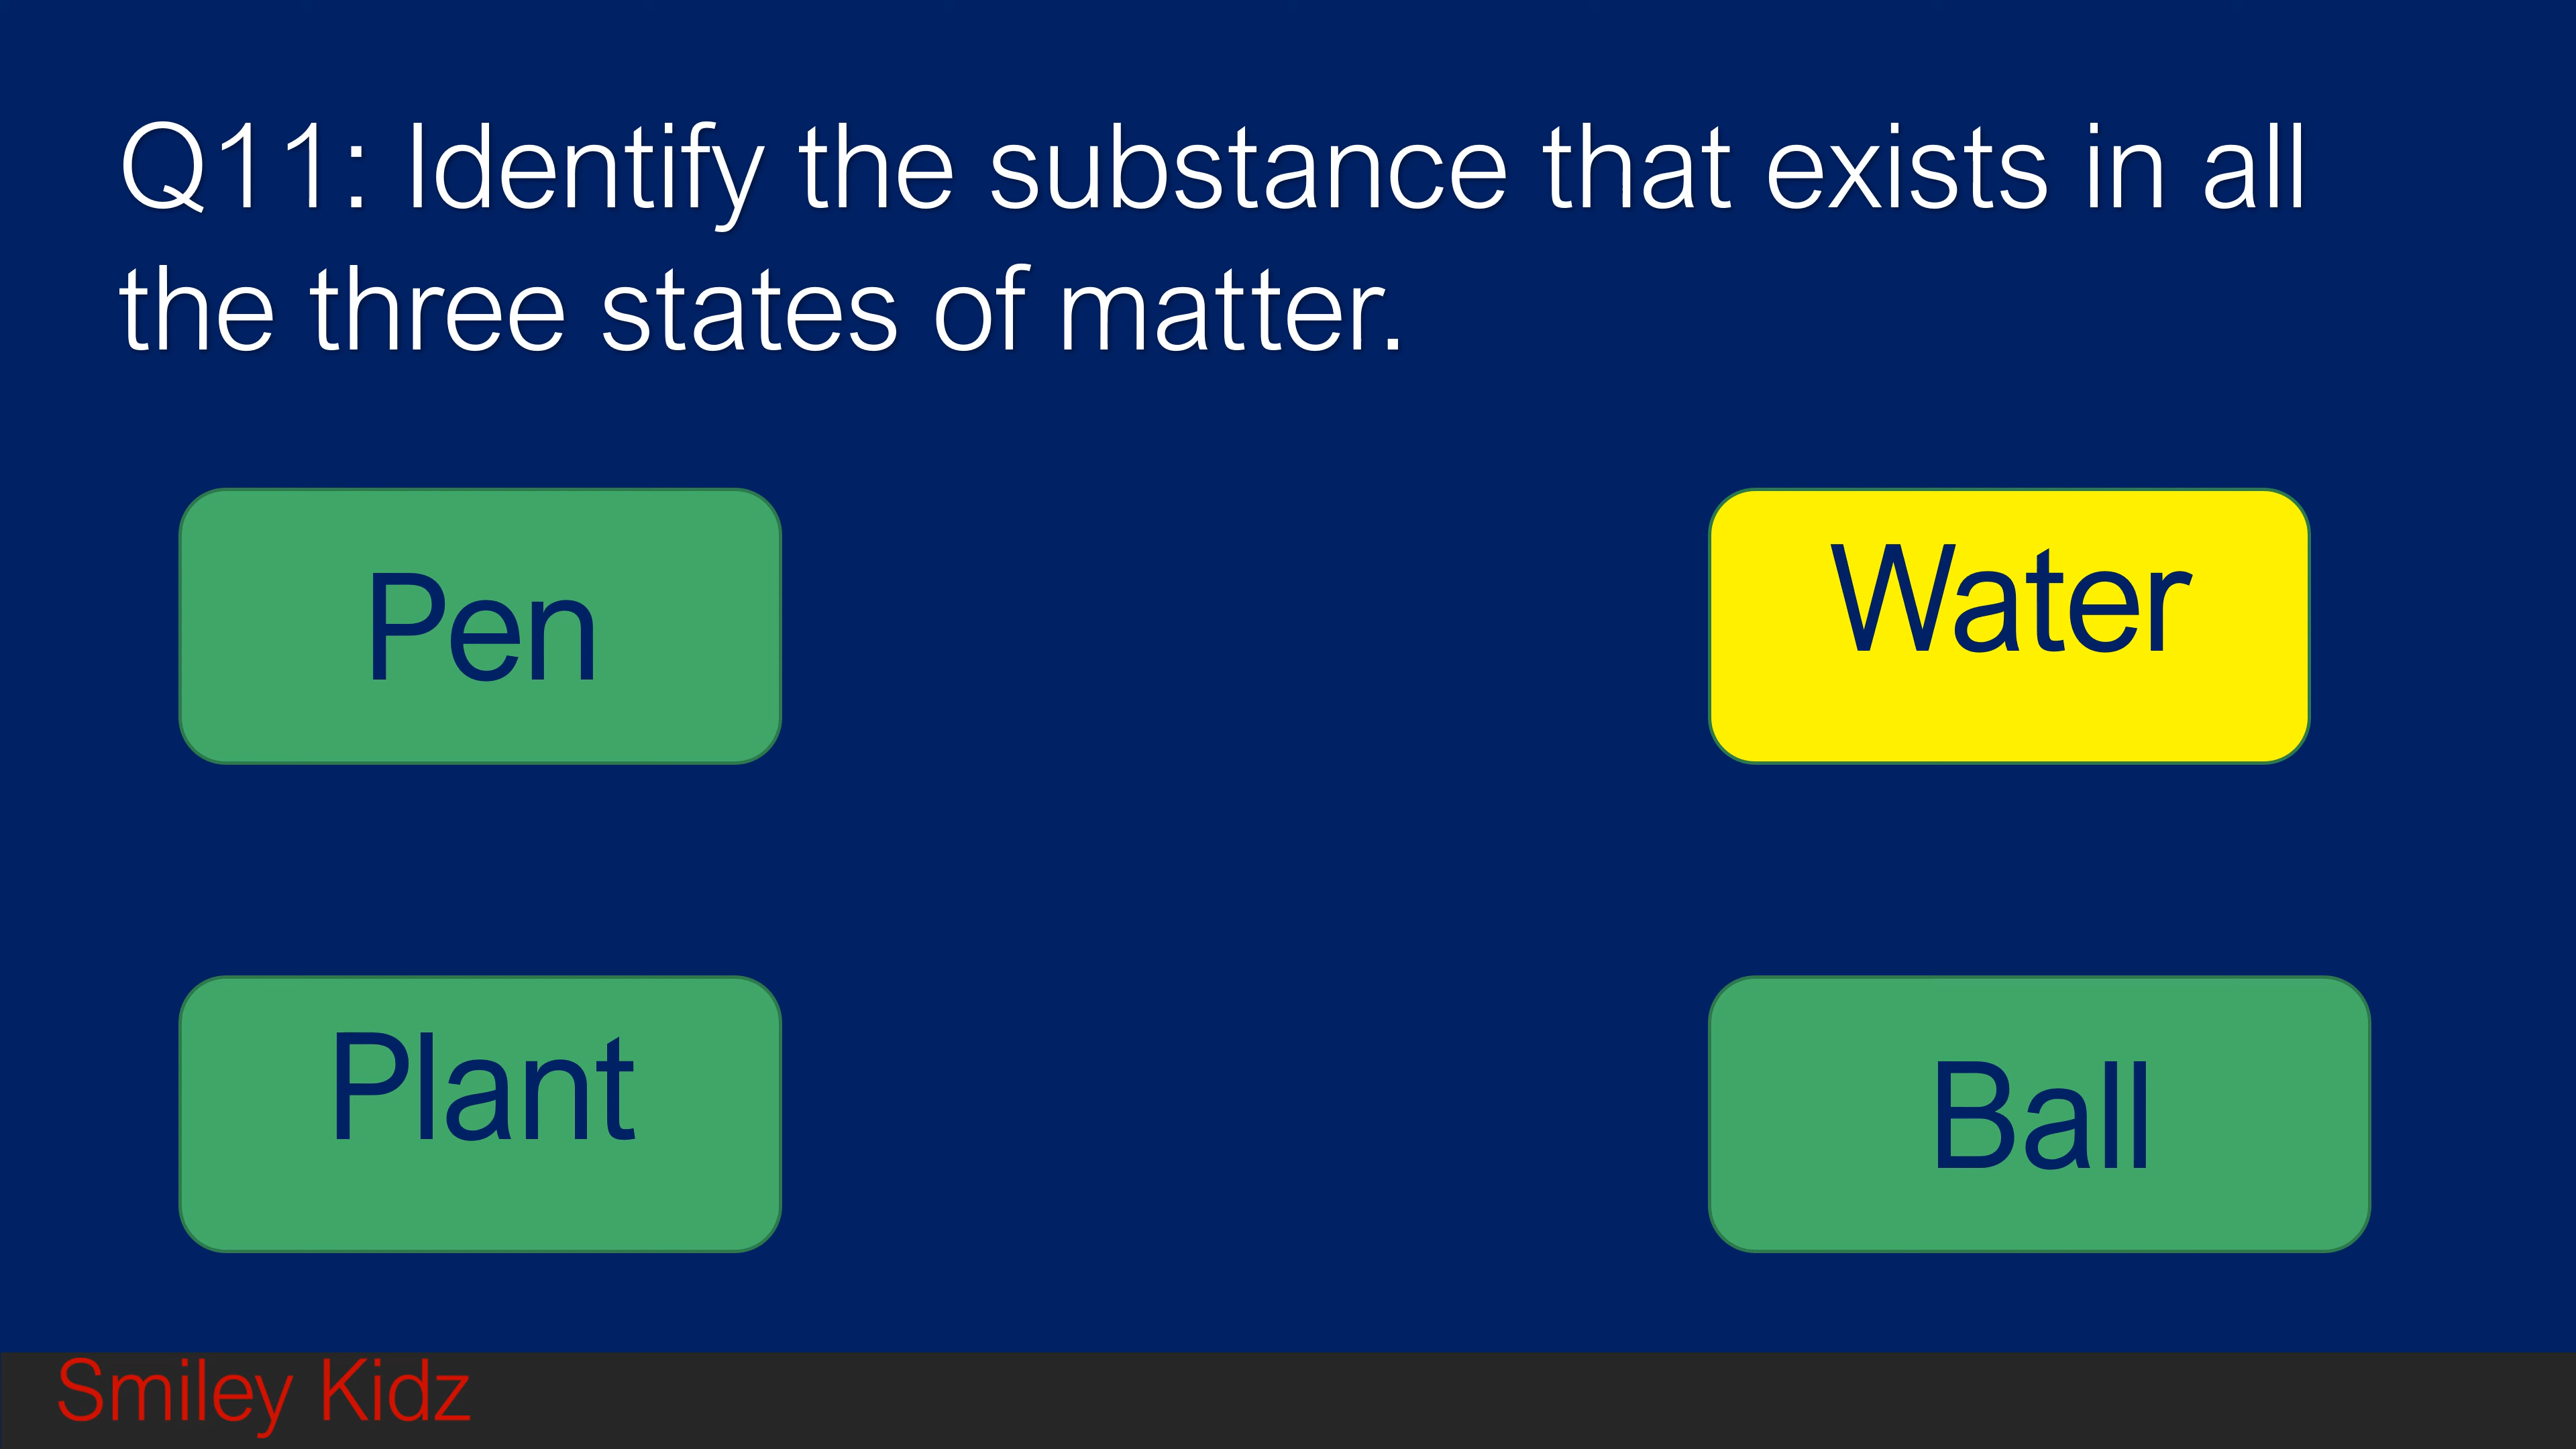 Q11: Identify the substance that exists in all
the three states of matter.
Pen
Water
Plant
Ball
Smiley Kidz